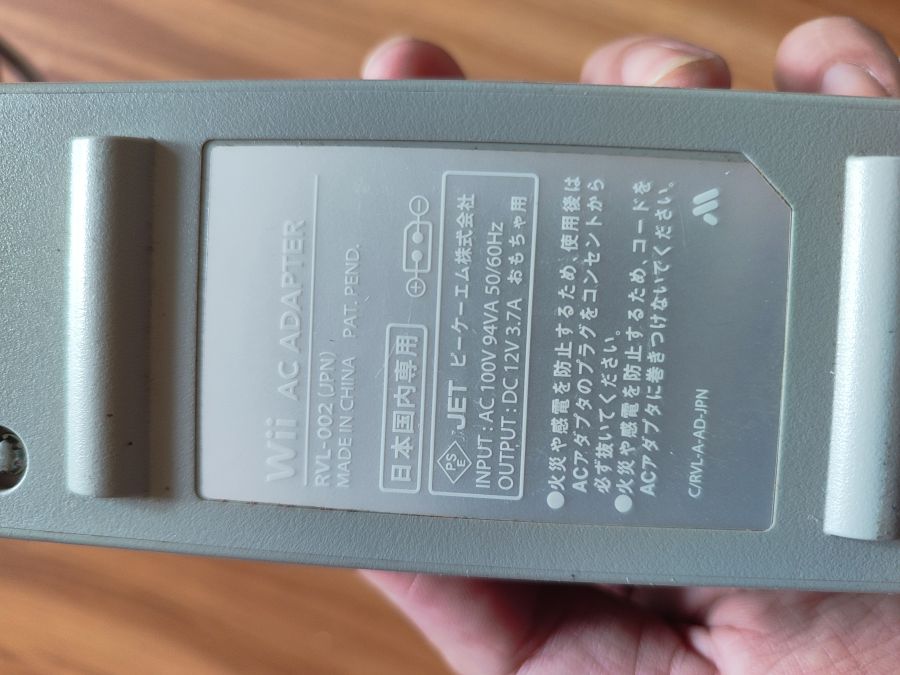 Wii AC ADAPTER
RVL-002 (JPN)
MADE IN CHINA PAT. PEND.
日本国内専用
PS E JET ピーケーエム株式会社
INPUT : AC 100V 94VA 50/60Hz
OUTPUT : DC 12V 3.7A おもちゃ用
●火災や感電を防止するため、使用後は
ACアダプタのプラグをコンセントから
必ず抜いてください。
●火災や感電を防止するため、コードを
ACアダプタに巻きつけないでください。
C/RVL-A-AD-JPN